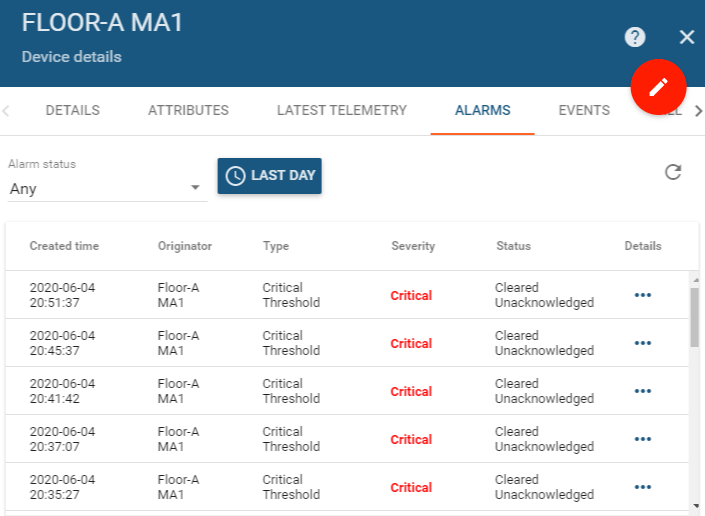 FLOOR-A MA1
Device details
DETAILS ATTRIBUTES LATEST TELEMETRY ALARMS EVENTS
Alarm status
Any
LAST DAY
Created time Originator Type Severity Status Details
2020-06-04 20:51:37 Floor-A MA1 Critical Threshold Critical Cleared Unacknowledged •••
2020-06-04 20:45:37 Floor-A MA1 Critical Threshold Critical Cleared Unacknowledged •••
2020-06-04 20:41:42 Floor-A MA1 Critical Threshold Critical Cleared Unacknowledged •••
2020-06-04 20:37:07 Floor-A MA1 Critical Threshold Critical Cleared Unacknowledged •••
2020-06-04 20:35:27 Floor-A MA1 Critical Threshold Critical Cleared Unacknowledged •••